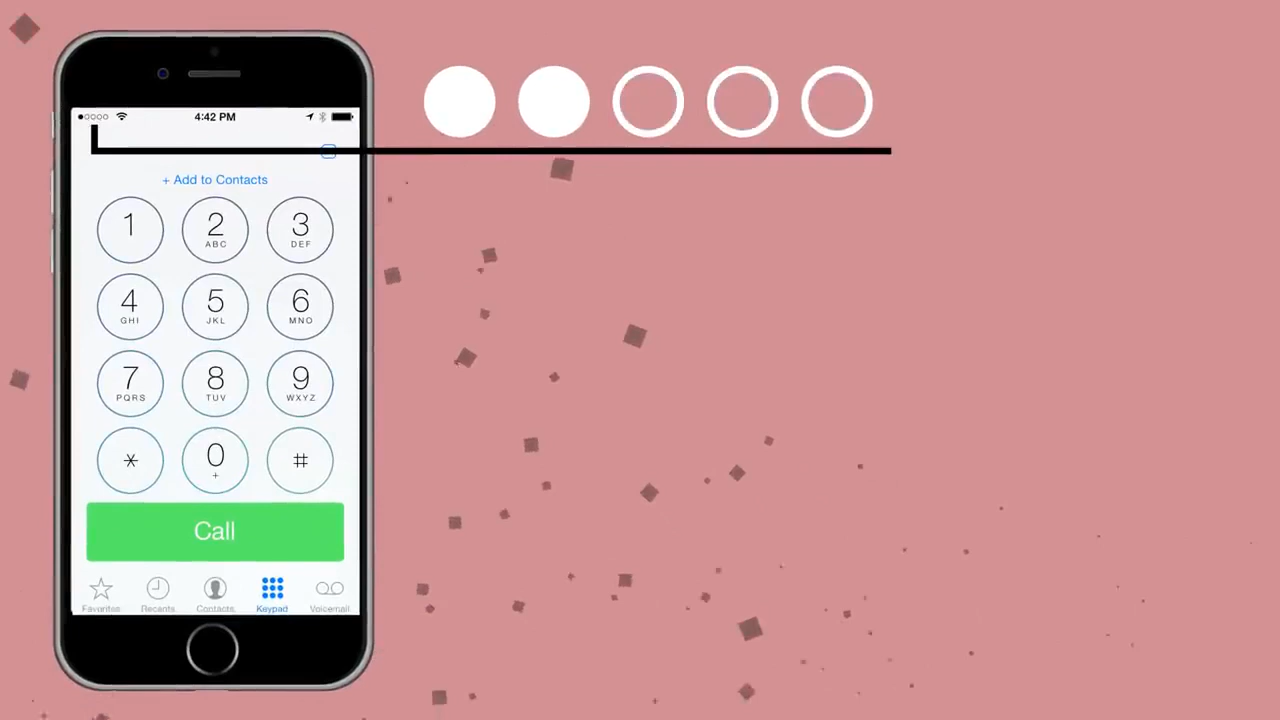 4:42 PM
+ Add to Contacts
1 2 3
ABC DEF
4 5 6
GHI JKL MNO
7 8 9
PQRS TUV WXYZ
* 0 #
+
Call
Favorites Recents Contacts Keypad Voicemail